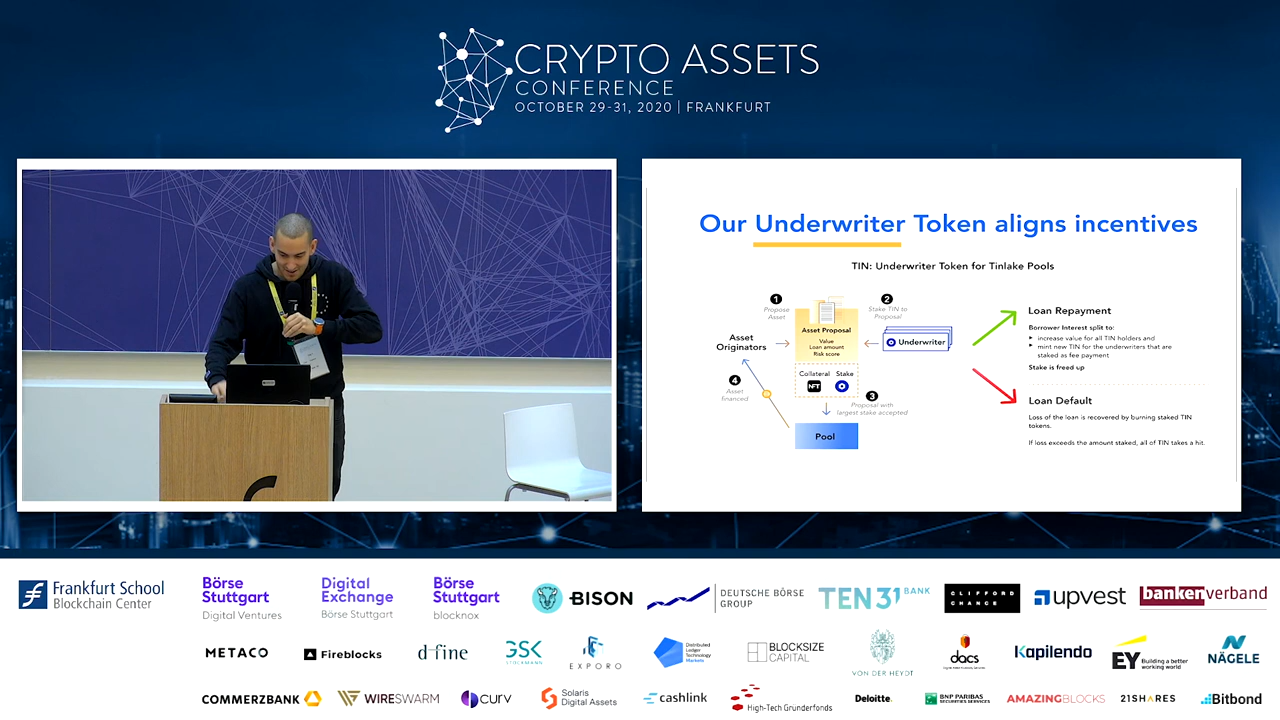 CRYPTO ASSETS
CONFERENCE
OCTOBER 29-31, 2020 | FRANKFURT
Our Underwriter Token aligns incentives
TIN: Underwriter Token for Tinlake Pools
1
Propose
Asset
2
Stake TIN to
Proposal
Asset
Originators
Asset Proposal
Value
Loan amount
Risk score
Underwriter
Collateral Stake
NFT
4
Asset
financed
3
Proposal with
largest stake accepted
Pool
Loan Repayment
Borrower Interest split to:
increase value for all TIN holders and
mint new TIN for the underwriters that are
staked as fee payment
Stake is freed up
Loan Default
Loss of the loan is recovered by burning staked TIN
tokens.
If loss exceeds the amount staked, all of TIN takes a hit.
Frankfurt School
Blockchain Center
Börse
Stuttgart
Digital Ventures
Digital
Exchange
Börse Stuttgart
Börse
Stuttgart
blocknox
BISON
DEUTSCHE BÖRSE
GROUP
TEN31 BANK
CLIFFORD
CHANCE
upvest
bankenverband
METACO
Fireblocks
d-fine
GSK
STOCKMANN
EXPORO
Distributed
Ledger
Technology
Markets
BLOCKSIZE
CAPITAL
VON DER HEYDT
dacs
Kapilendo
EY
Building a better
working world
NÄGELE
COMMERZBANK
WIRESWARM
curv
Solaris
Digital Assets
cashlink
High-Tech Gründerfonds
Deloitte.
BNP PARIBAS
SECURITIES SERVICES
AMAZINGBLOCKS
21SHARES
Bitbond